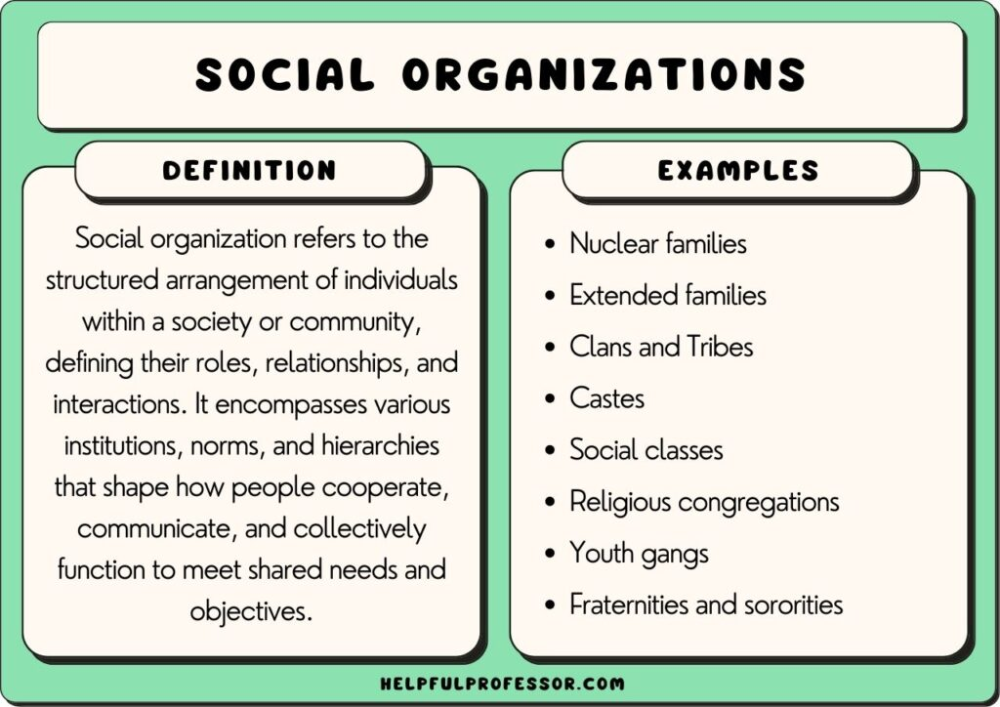 SOCIAL ORGANIZATIONS
DEFINITION
Social organization refers to the
structured arrangement of individuals
within a society or community,
defining their roles, relationships, and
interactions. It encompasses various
institutions, norms, and hierarchies
that shape how people cooperate,
communicate, and collectively
function to meet shared needs and
objectives.
EXAMPLES
• Nuclear families
• Extended families
• Clans and Tribes
• Castes
• Social classes
• Religious congregations
• Youth gangs
• Fraternities and sororities
HELPFULPROFESSOR.COM